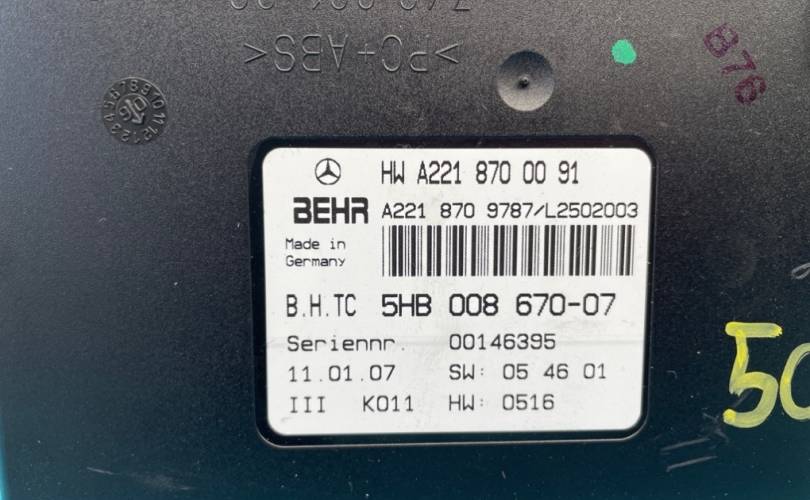 >PC+ABS<
B76
HW A221 870 00 91
BEHR A221 870 9787/L2502003
Made in
Germany
B.H.TC 5HB 008 670-07
Seriennr. 00146395
11.01.07 SW: 05 46 01
III K011 HW: 0516